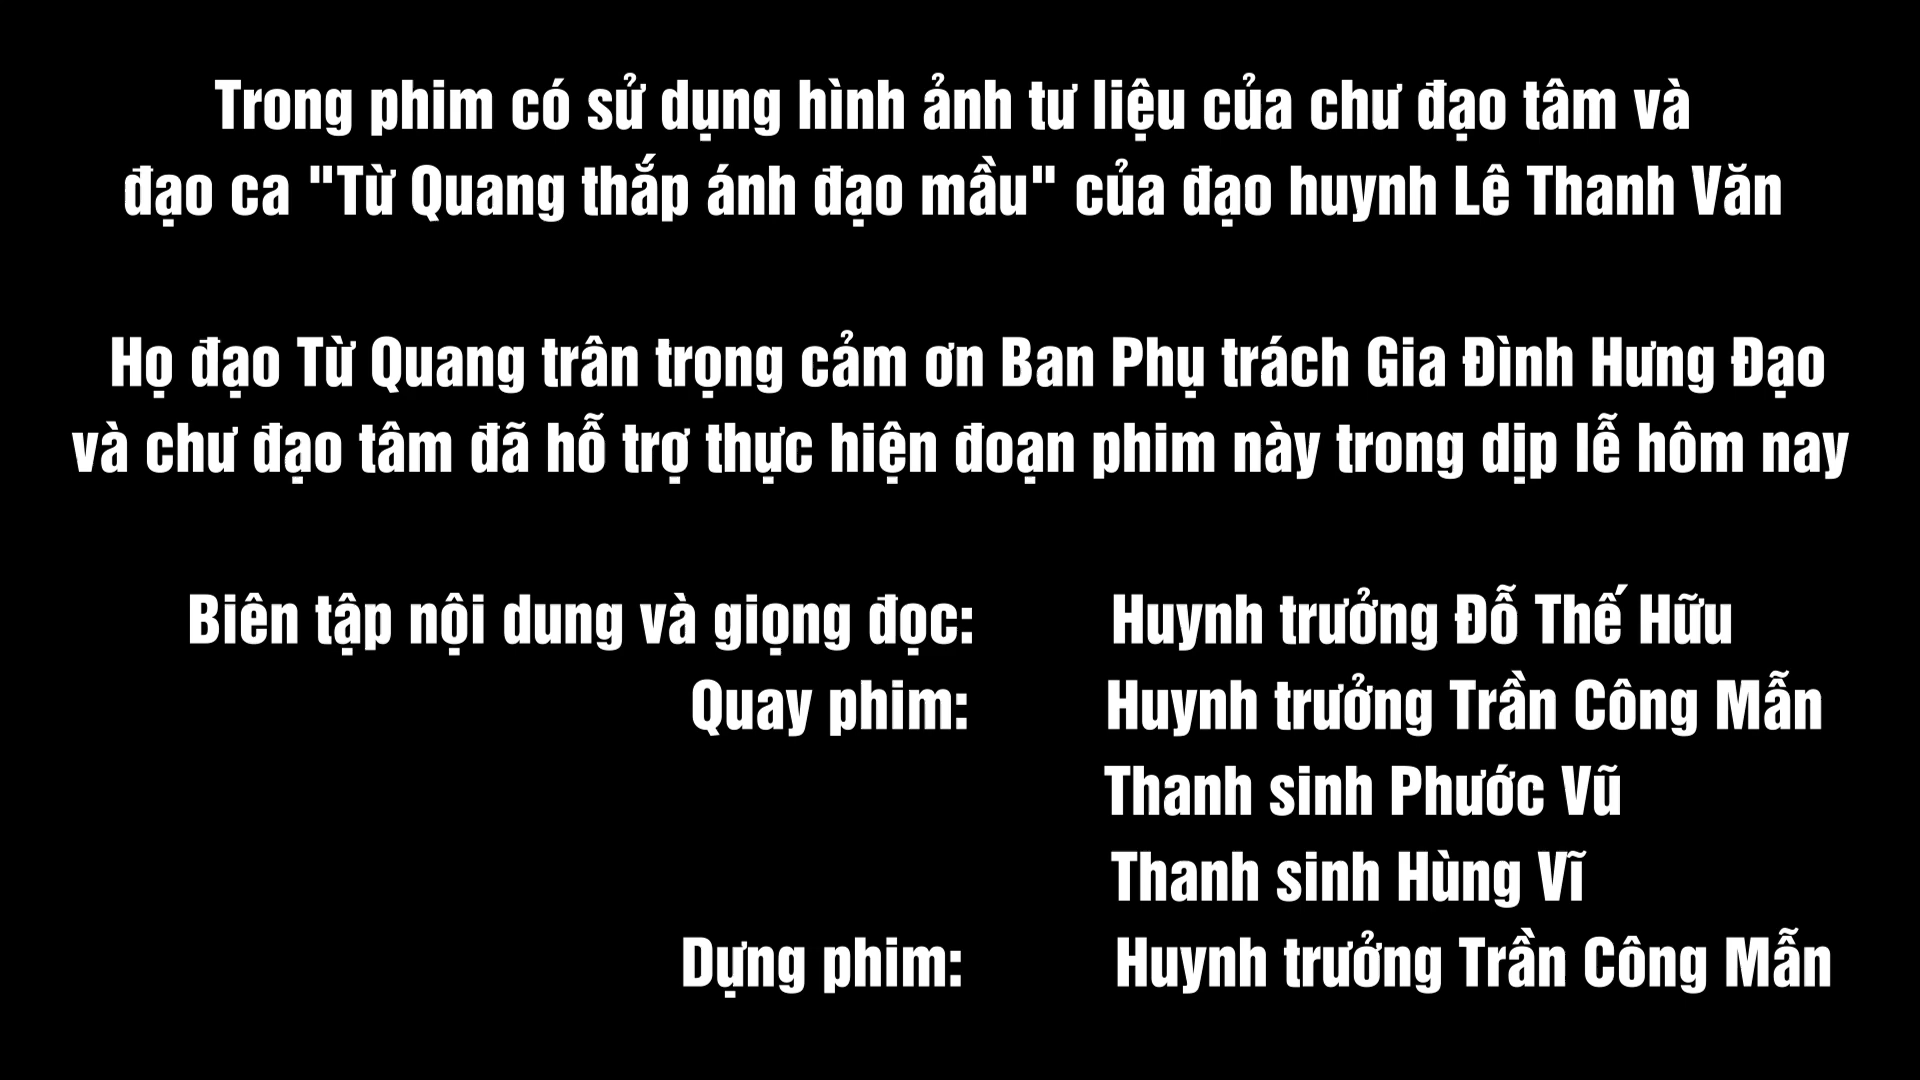 Trong phim có sử dụng hình ảnh tư liệu của chư đạo tâm và
đạo ca "Từ Quang thắp ánh đạo mầu" của đạo huynh Lê Thanh Văn
Họ đạo Từ Quang trân trọng cảm ơn Ban Phụ trách Gia Đình Hưng Đạo
và chư đạo tâm đã hỗ trợ thực hiện đoạn phim này trong dịp lễ hôm nay
Biên tập nội dung và giọng đọc: Huynh trưởng Đỗ Thế Hữu
Quay phim: Huynh trưởng Trần Công Mẫn
Thanh sinh Phước Vũ
Thanh sinh Hùng Vĩ
Dựng phim: Huynh trưởng Trần Công Mẫn